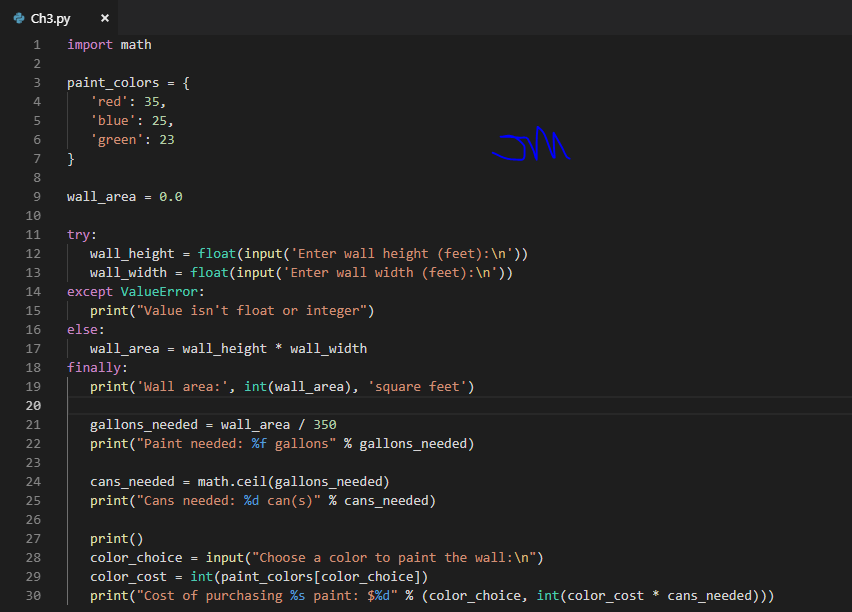 Ch3.py ×
1 import math
2
3 paint_colors = {
4 'red': 35,
5 'blue': 25,
6 'green': 23
7 }
8
9 wall_area = 0.0
10
11 try:
12 wall_height = float(input('Enter wall height (feet):\n'))
13 wall_width = float(input('Enter wall width (feet):\n'))
14 except ValueError:
15 print("Value isn't float or integer")
16 else:
17 wall_area = wall_height * wall_width
18 finally:
19 print('Wall area:', int(wall_area), 'square feet')
20
21 gallons_needed = wall_area / 350
22 print("Paint needed: %f gallons" % gallons_needed)
23
24 cans_needed = math.ceil(gallons_needed)
25 print("Cans needed: %d can(s)" % cans_needed)
26
27 print()
28 color_choice = input("Choose a color to paint the wall:\n")
29 color_cost = int(paint_colors[color_choice])
30 print("Cost of purchasing %s paint: $%d" % (color_choice, int(color_cost * cans_needed)))